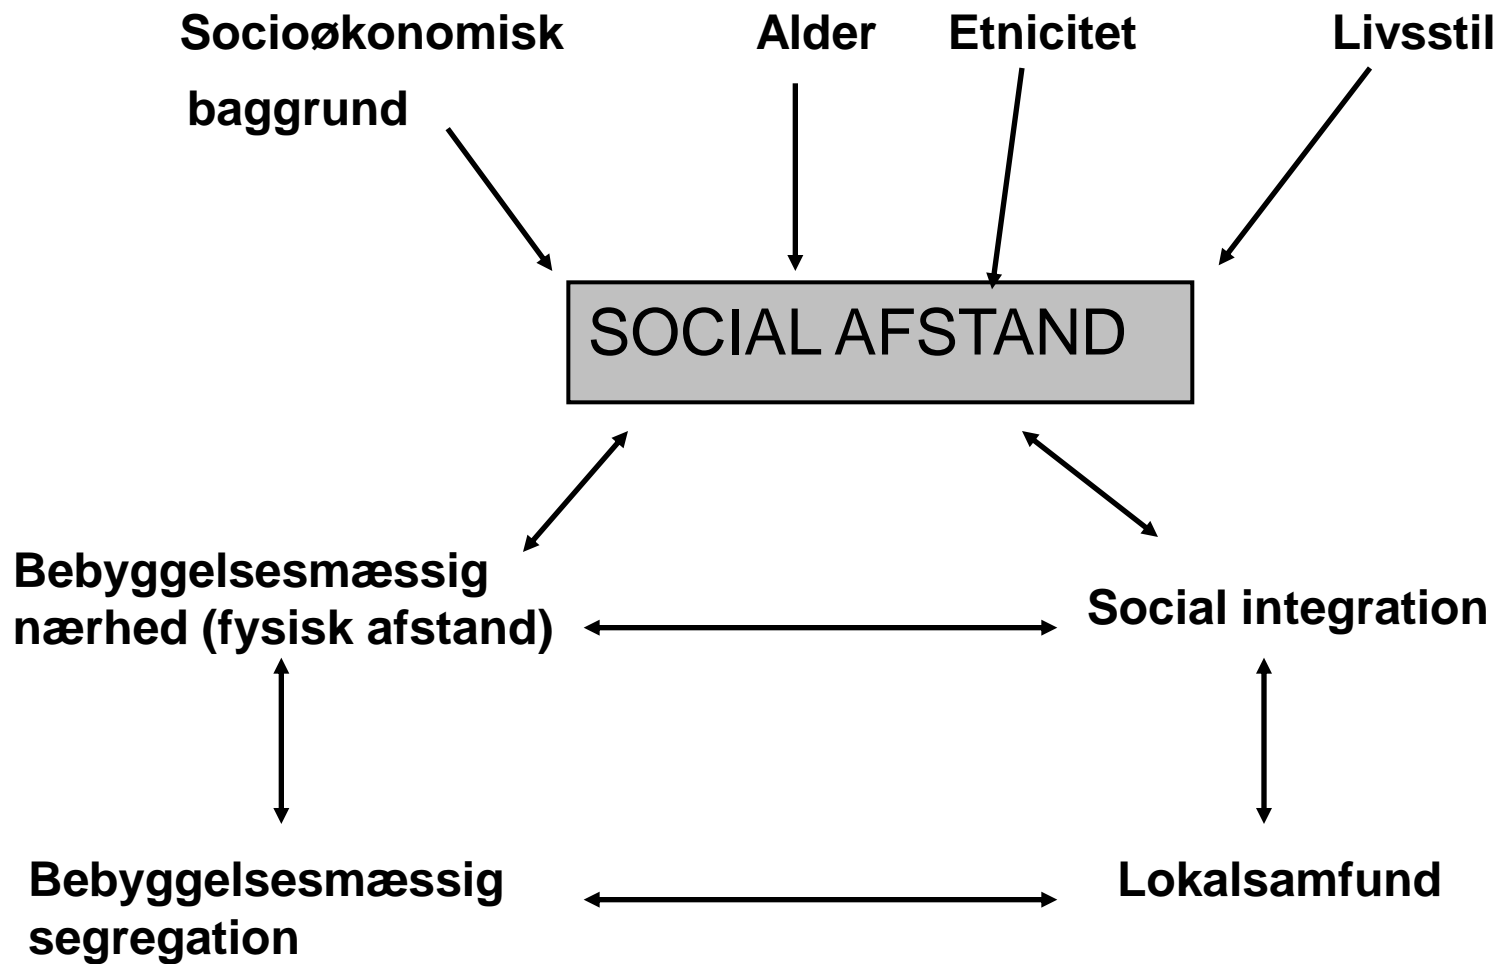 Socioøkonomisk
baggrund
Alder
Etnicitet
Livsstil
SOCIAL AFSTAND
Bebyggelsesmæssig
nærhed (fysisk afstand)
Social integration
Bebyggelsesmæssig
segregation
Lokalsamfund